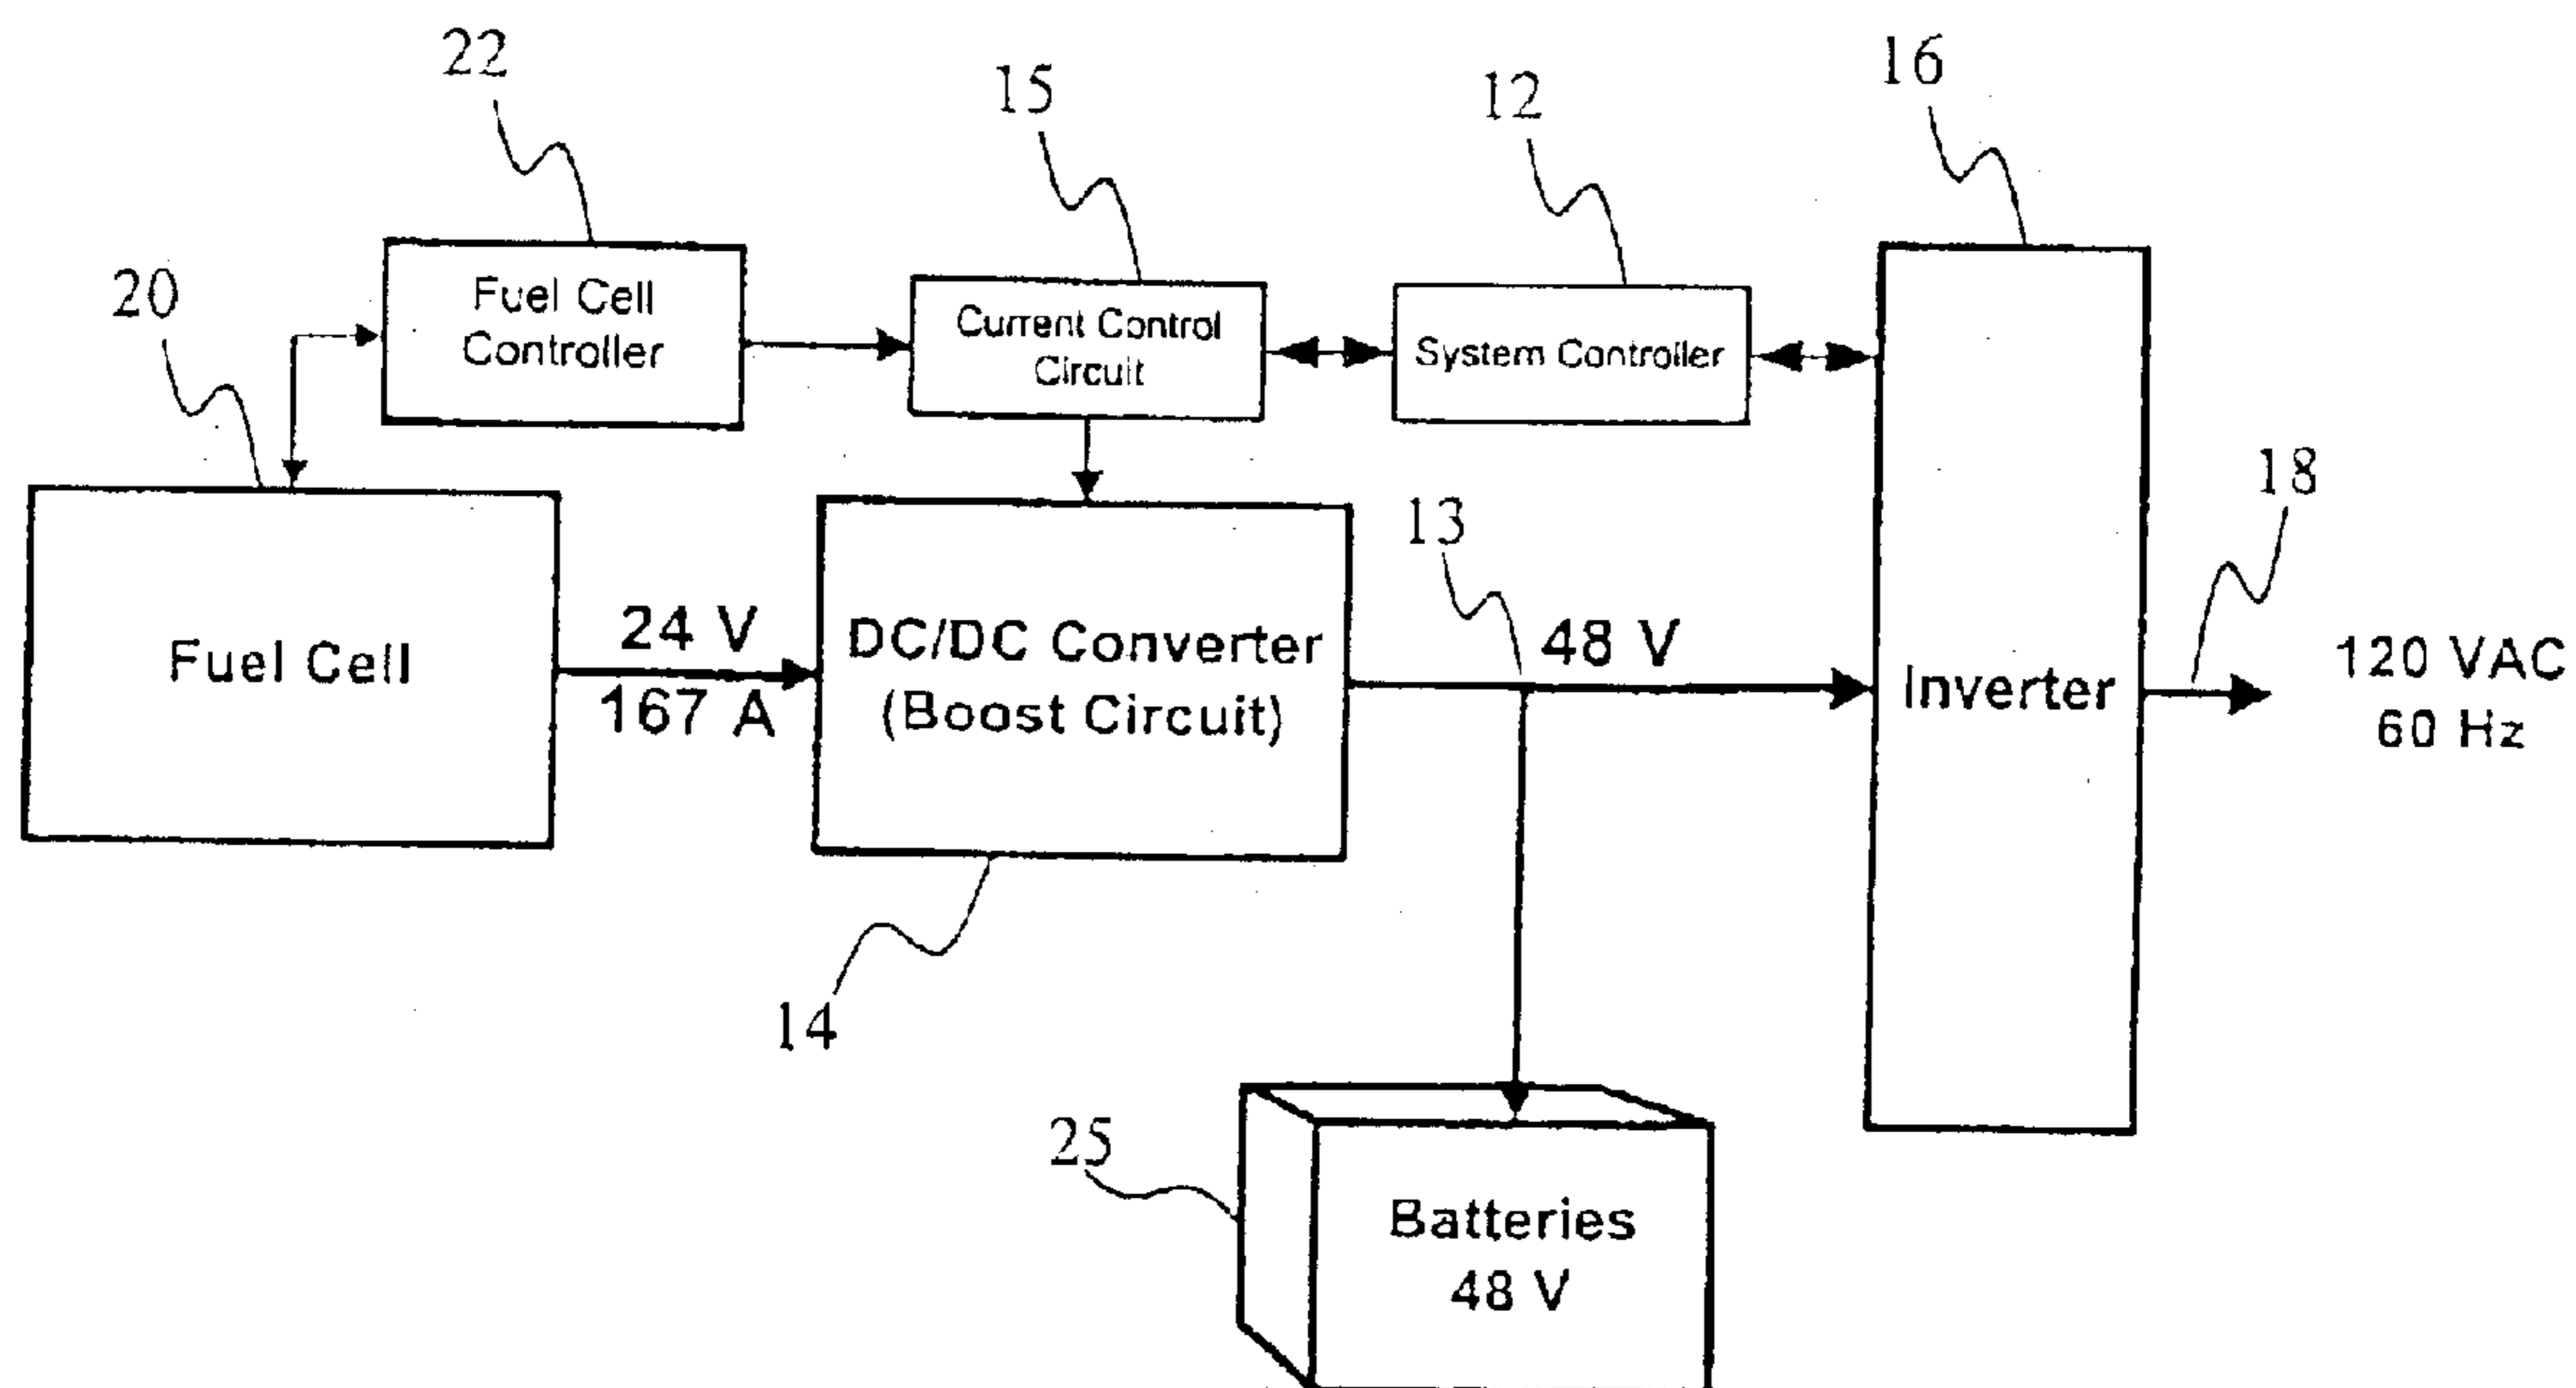 22
15
12
16
20
Fuel Cell
Controller
Current Control
Circuit
System Controller
18
13
Fuel Cell
24 V
167 A
DC/DC Converter
(Boost Circuit)
48 V
Inverter
120 VAC
60 Hz
14
25
Batteries
48 V